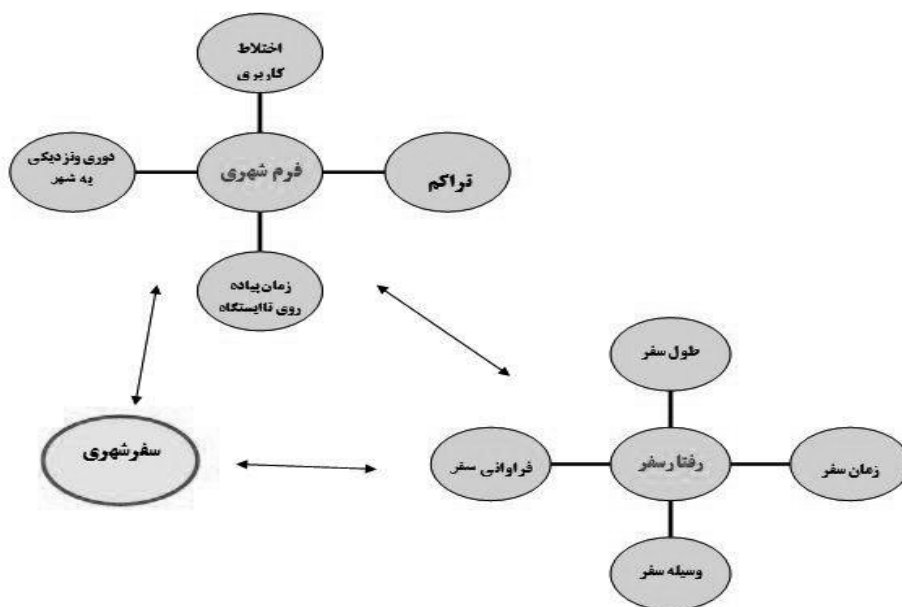 اختلاط
کاربری
دوری ونزدیکی
به شهر
فرم شهری
تراکم
زمان پیاده
روی تاایستگاه
طول سفر
سفرشهری
فراوانی سفر
رفتارسفر
زمان سفر
وسیله سفر